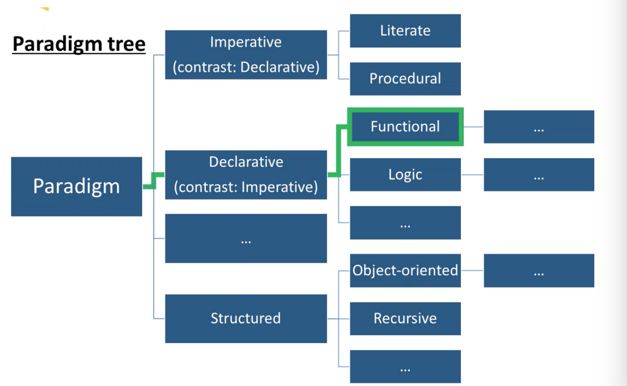 Paradigm tree
Paradigm
Imperative
(contrast: Declarative)
Literate
Procedural
Declarative
(contrast: Imperative)
Functional
...
Logic
...
...
...
Structured
Object-oriented
...
Recursive
...